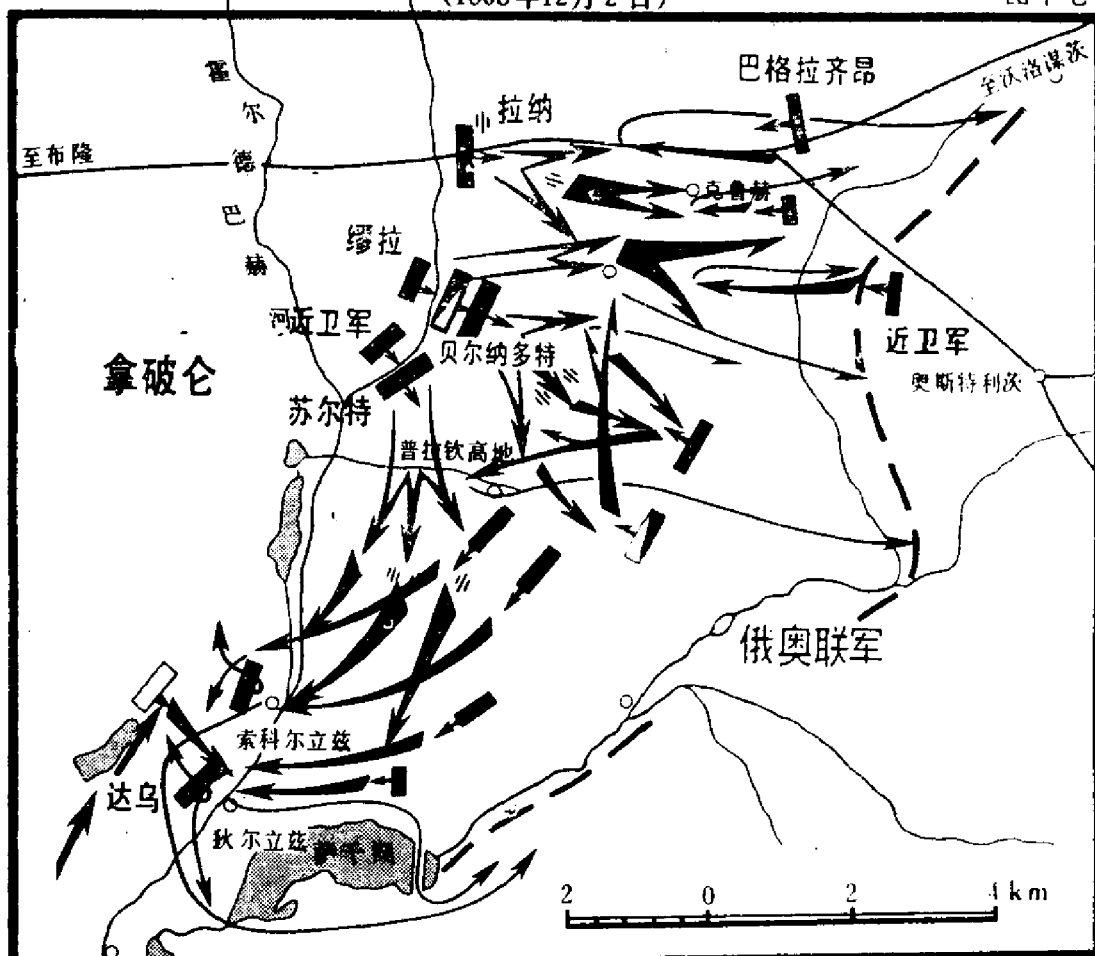 巴格拉齐昂
至沃洛谋茨
霍尔德巴赫
拉纳
至布隆
克鲁赫
缪拉
河
近卫军
近卫军
贝尔纳多特
奥斯特利茨
拿破仑
苏尔特
普拉钦高地
俄奥联军
索科尔立兹
达乌
狄尔立兹
2 0 2 4 km